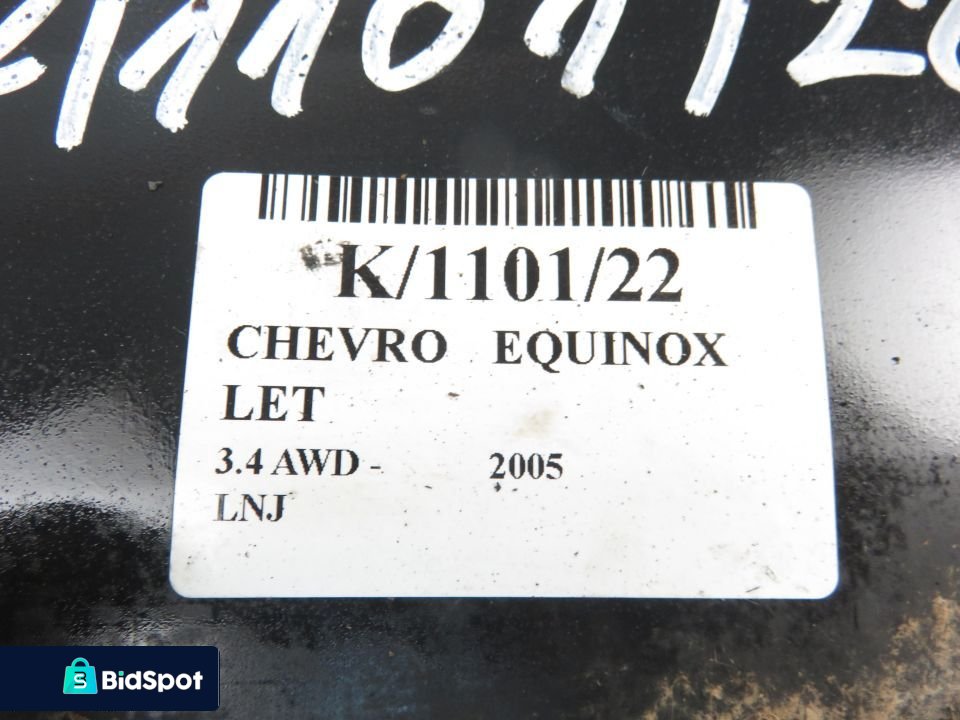 K/1101/22
CHEVRO EQUINOX
LET
3.4 AWD - 2005
LNJ
BidSpot